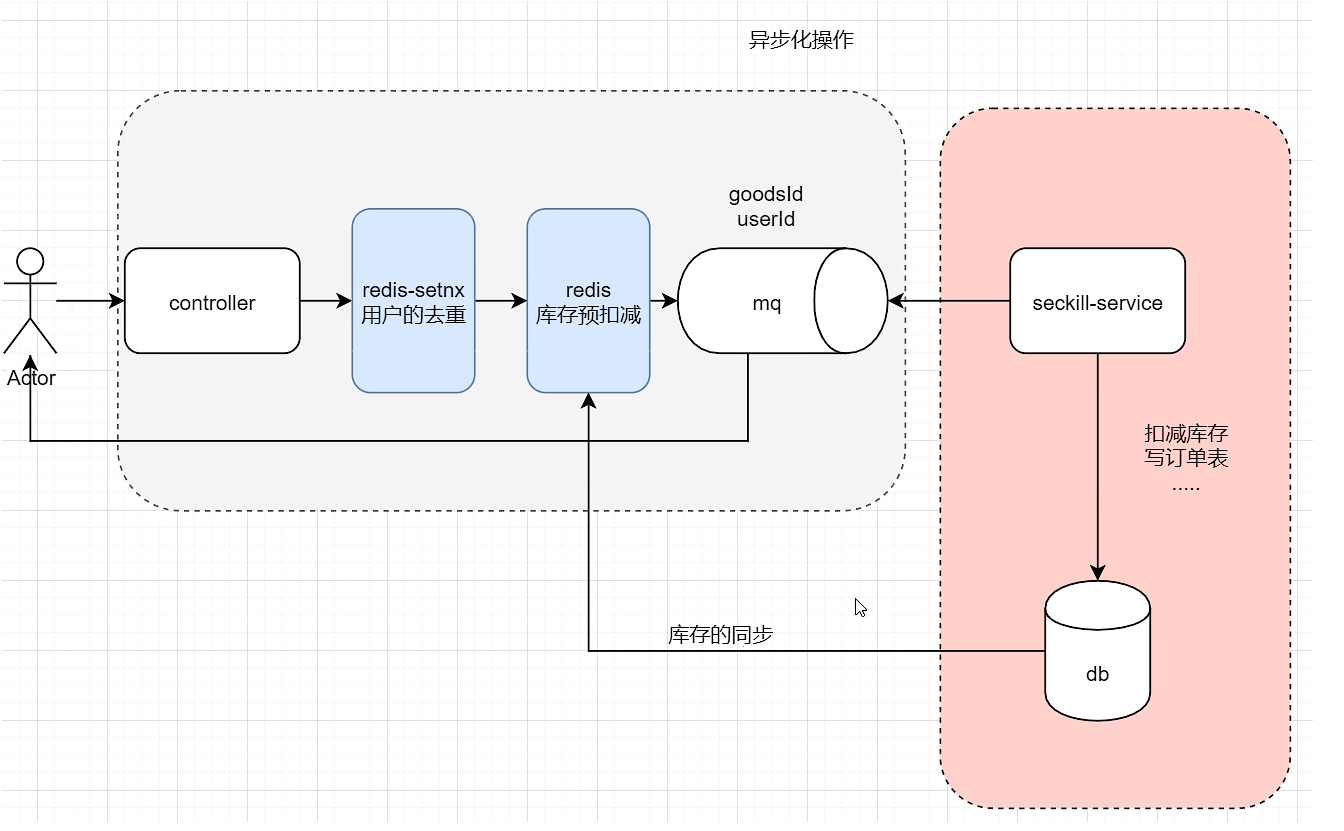 异步化操作
goodsId
userId
controller
redis-setnx
用户的去重
redis
库存预扣减
mq
seckill-service
Actor
扣减库存
写订单表
.....
库存的同步
db